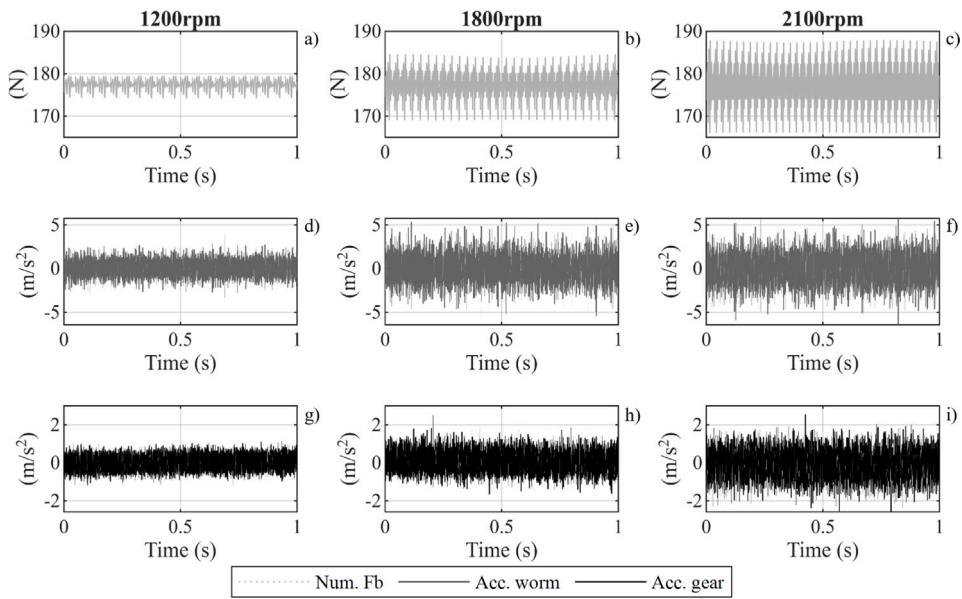 1200rpm 1800rpm 2100rpm
190 a) 190 b) 190 c)
(N) 180 (N) 180 (N) 180
170 170 170
0 0.5 1 0 0.5 1 0 0.5 1
Time (s) Time (s) Time (s)
5 d) 5 e) 5 f)
(m/s²) 0 (m/s²) 0 (m/s²) 0
-5 -5 -5
0 0.5 1 0 0.5 1 0 0.5 1
Time (s) Time (s) Time (s)
2 g) 2 h) 2 i)
(m/s²) 0 (m/s²) 0 (m/s²) 0
-2 -2 -2
0 0.5 1 0 0.5 1 0 0.5 1
Time (s) Time (s) Time (s)
Num. Fb Acc. worm Acc. gear